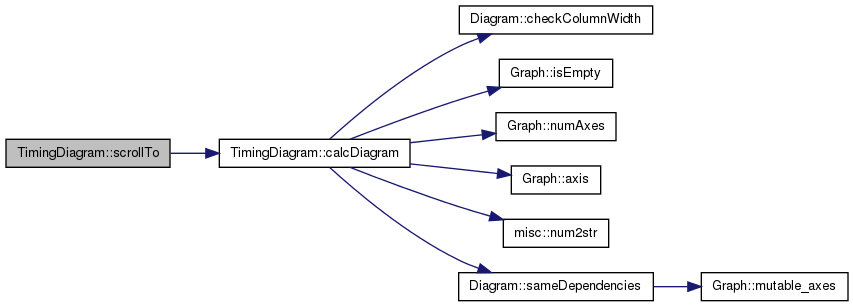 TimingDiagram::scrollTo
TimingDiagram::calcDiagram
Diagram::checkColumnWidth
Graph::isEmpty
Graph::numAxes
Graph::axis
misc::num2str
Diagram::sameDependencies
Graph::mutable_axes